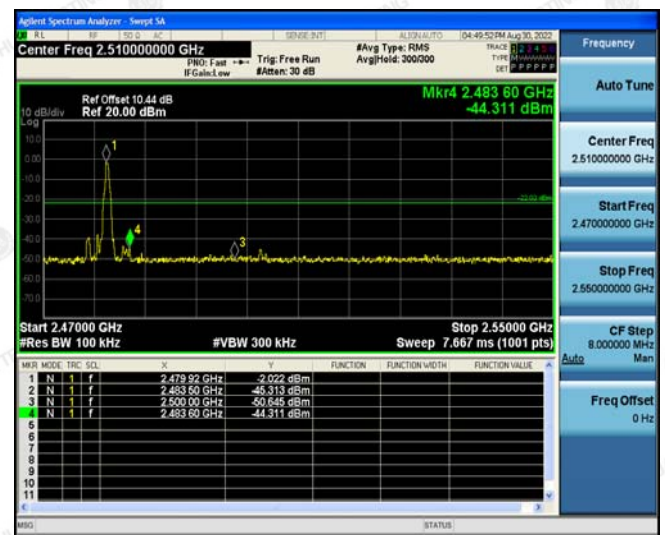 Agilent Spectrum Analyzer - Swept SA
RL RF 50 Ω AC SENSE:INT ALIGNAUTO 04:49:52 PM Aug 30, 2022
Center Freq 2.510000000 GHz
PNO: Fast
IFGain:Low
Trig: Free Run
#Atten: 30 dB
#Avg Type: RMS
Avg|Hold: 300/300
TRACE 1 2 3 4 5 6
TYPE
DET P P P P P P
Mkr4 2.483 60 GHz
-44.311 dBm
Ref Offset 10.44 dB
10 dB/div Ref 20.00 dBm
Log
10.0
0.00
-10.0
-20.0
-30.0
-40.0
-50.0
-60.0
-70.0
1
4
3
-22.02 dBm
Start 2.47000 GHz Stop 2.55000 GHz
#Res BW 100 kHz #VBW 300 kHz Sweep 7.667 ms (1001 pts)
MKR MODE TRC SCL X Y FUNCTION FUNCTION WIDTH FUNCTION VALUE
1 N 1 f 2.479 92 GHz -2.022 dBm
2 N 1 f 2.483 50 GHz -45.313 dBm
3 N 1 f 2.500 00 GHz -50.645 dBm
4 N 1 f 2.483 60 GHz -44.311 dBm
5
6
7
8
9
10
11
MSG STATUS
Frequency
Auto Tune
Center Freq
2.510000000 GHz
Start Freq
2.470000000 GHz
Stop Freq
2.550000000 GHz
CF Step
8.000000 MHz
Auto Man
Freq Offset
0 Hz